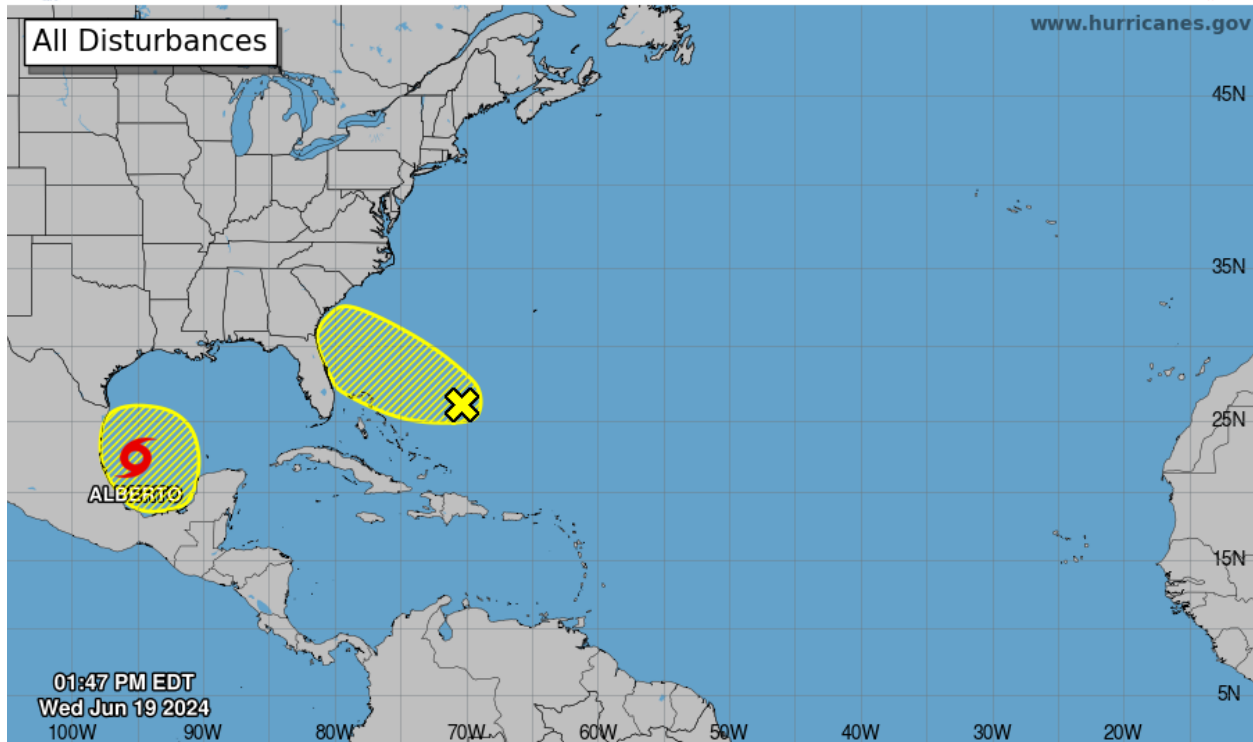 All Disturbances
www.hurricanes.gov
45N
35N
25N
ALBERTO
15N
01:47 PM EDT
Wed Jun 19 2024
5N
100W 90W 80W 70W 60W 50W 40W 30W 20W